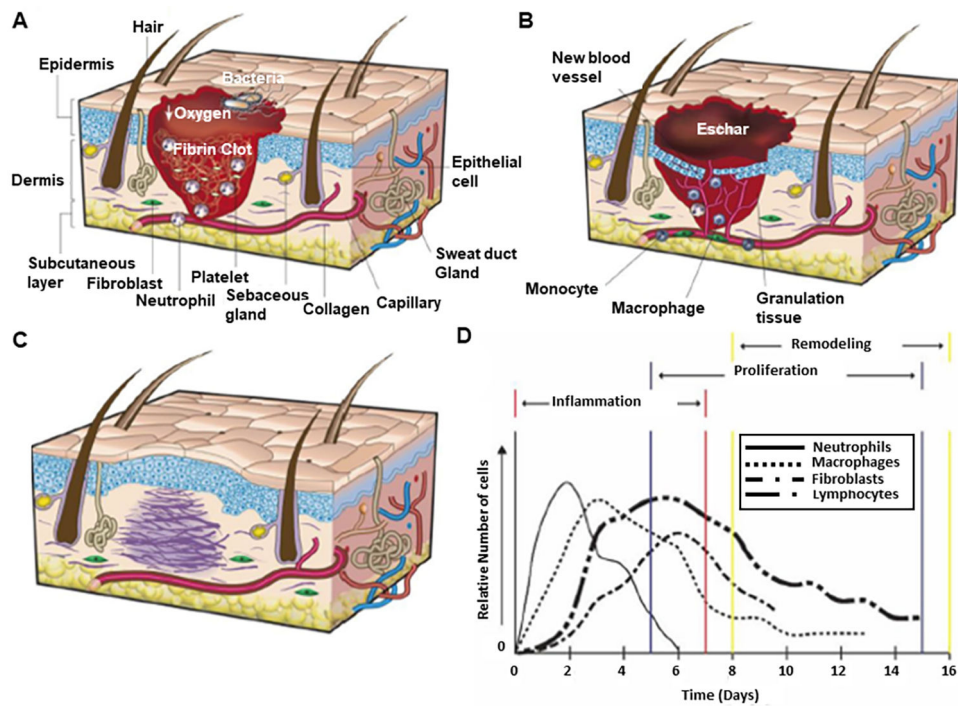 A
Hair
Epidermis
Bacteria
↓ Oxygen
Fibrin Clot
Dermis
Epithelial
cell
Subcutaneous
layer
Fibroblast
Neutrophil
Platelet
Sebaceous
gland
Collagen
Capillary
Sweat duct
Gland
B
New blood
vessel
Eschar
Monocyte
Macrophage
Granulation
tissue
C
D
Remodeling
Proliferation
Inflammation
Neutrophils
Macrophages
Fibroblasts
Lymphocytes
Relative Number of cells
0
0 2 4 6 8 10 12 14 16
Time (Days)